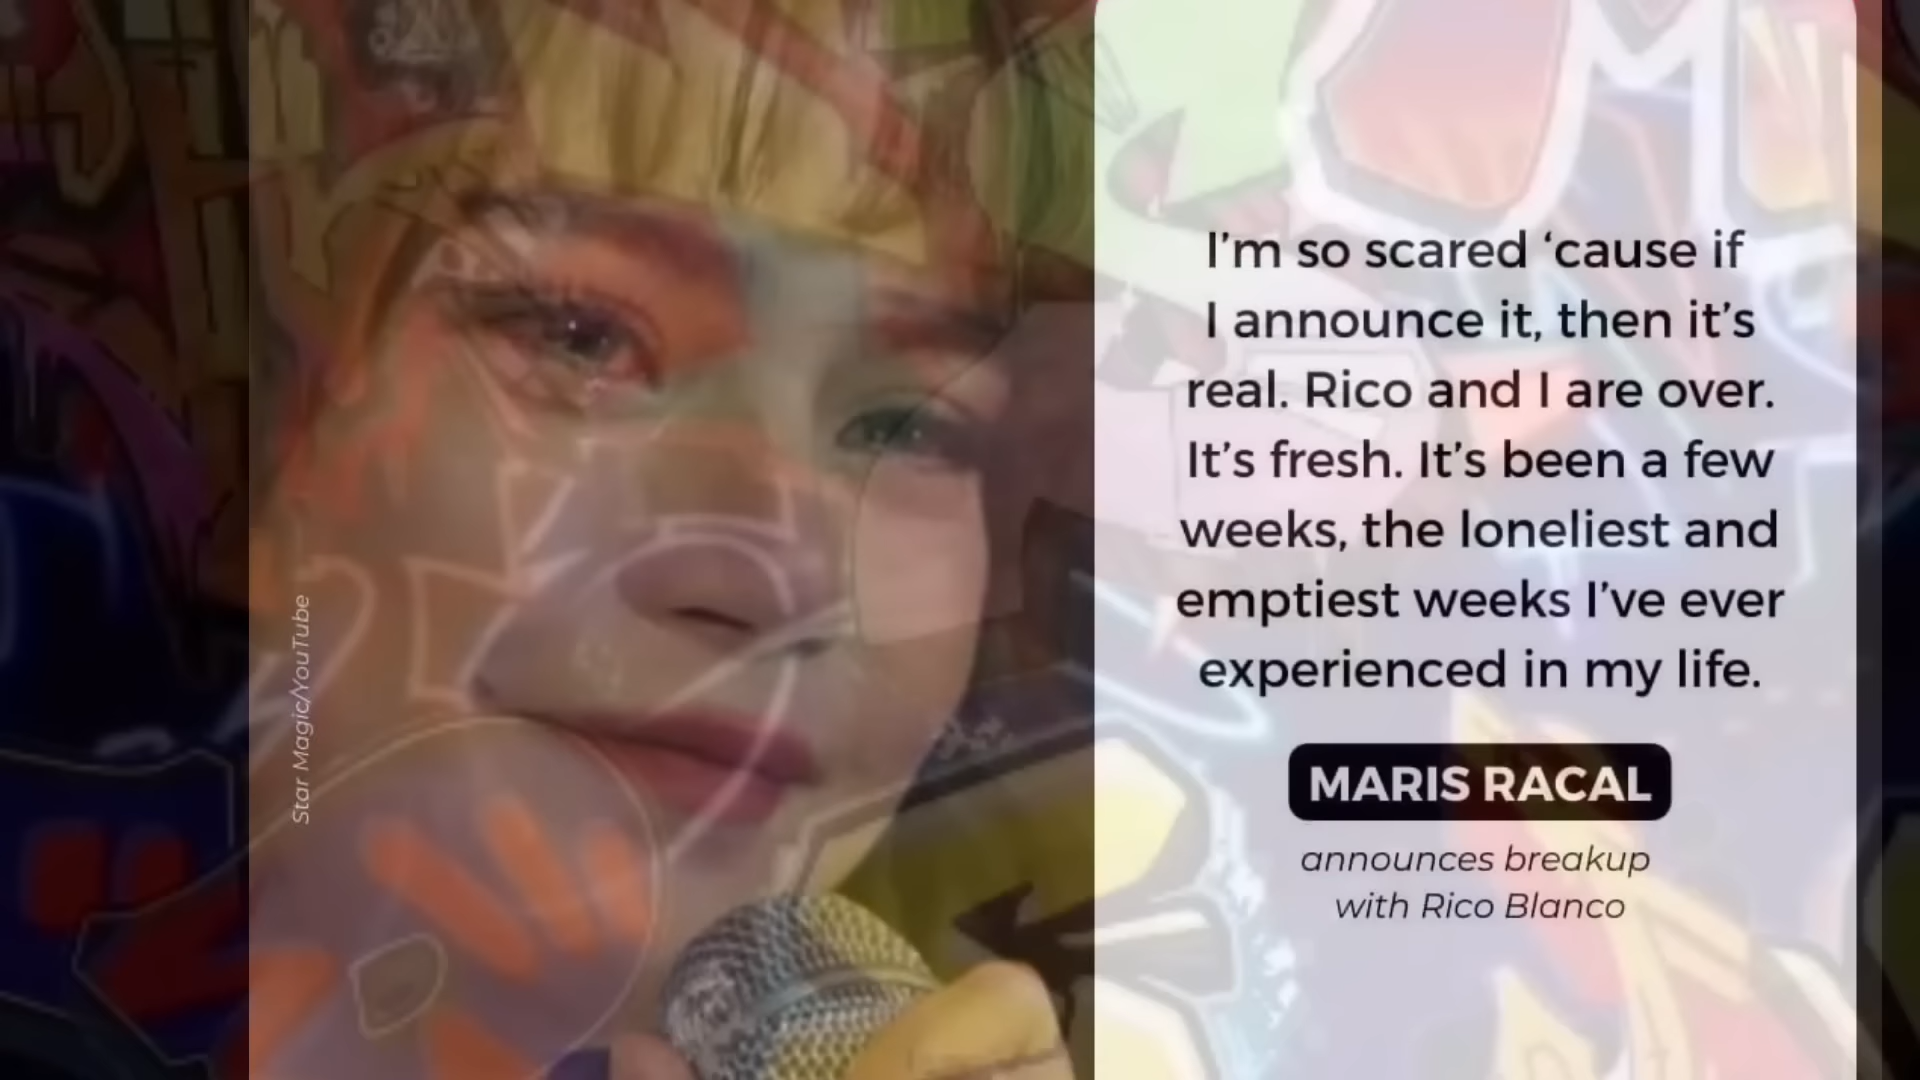 I’m so scared ‘cause if
I announce it, then it’s
real. Rico and I are over.
It’s fresh. It’s been a few
weeks, the loneliest and
emptiest weeks I’ve ever
experienced in my life.
MARIS RACAL
announces breakup
with Rico Blanco
Star Magic/YouTube